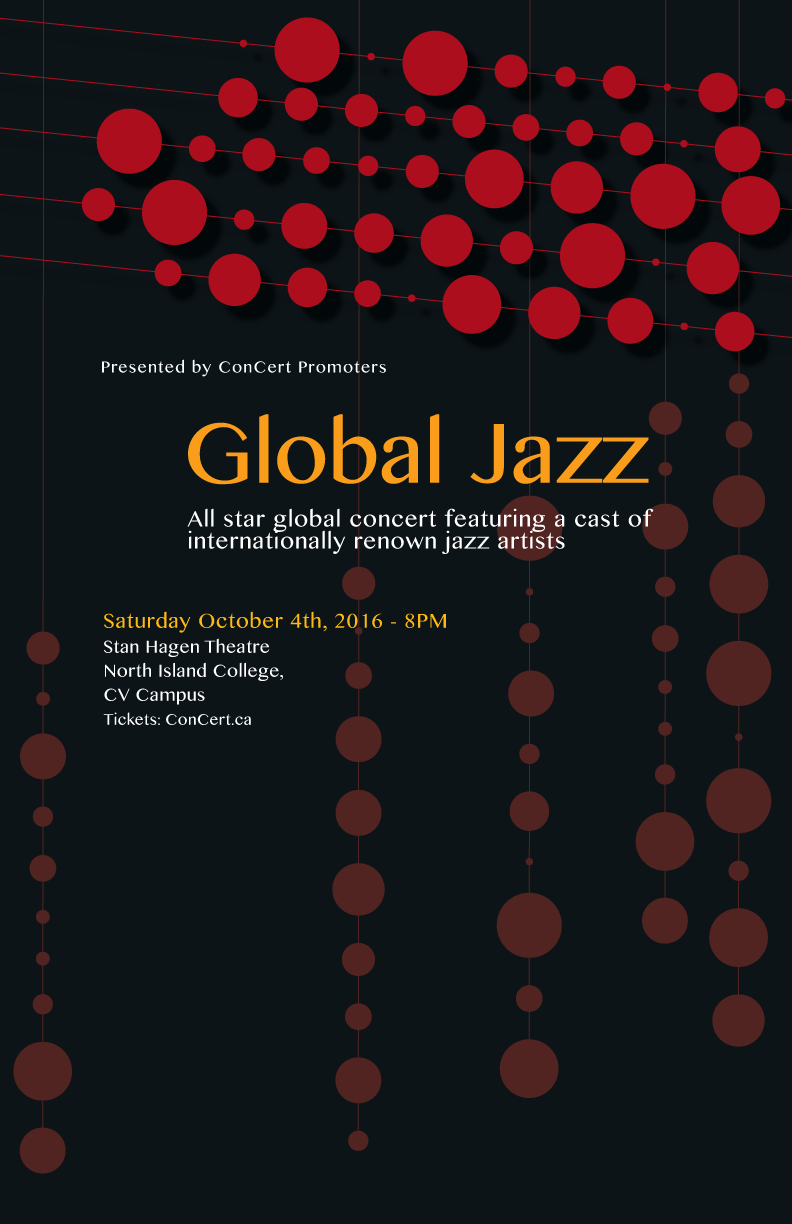 Presented by ConCert Promoters
Global Jazz
All star global concert featuring a cast of
internationally renown jazz artists
Saturday October 4th, 2016 - 8PM
Stan Hagen Theatre
North Island College,
CV Campus
Tickets: ConCert.ca